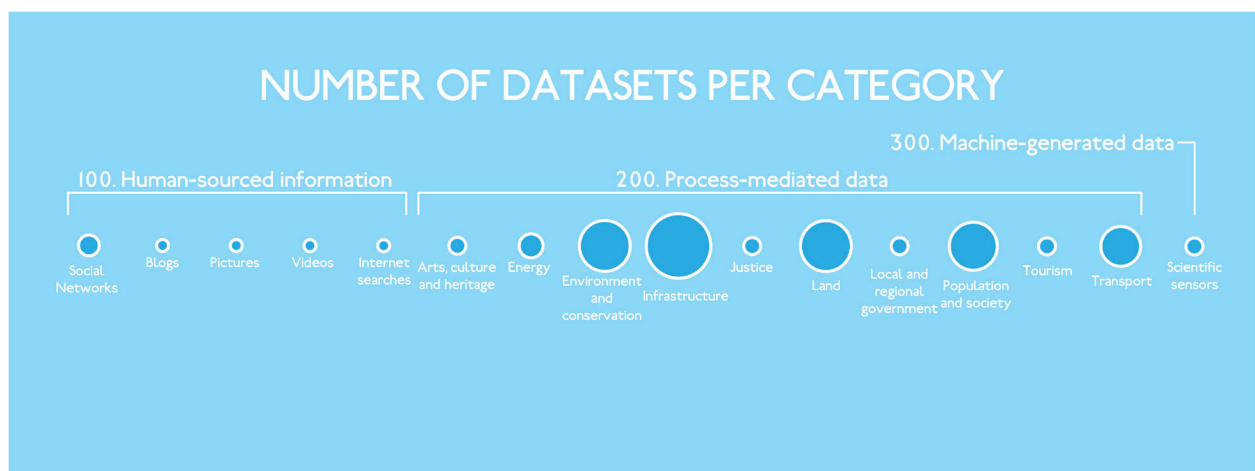 NUMBER OF DATASETS PER CATEGORY
300. Machine-generated data
100. Human-sourced information
200. Process-mediated data
Social
Networks
Blogs
Pictures
Videos
Internet
searches
Arts, culture
and heritage
Energy
Environment
and
conservation
Infrastructure
Justice
Land
Local and
regional
government
Population
and society
Tourism
Transport
Scientific
sensors